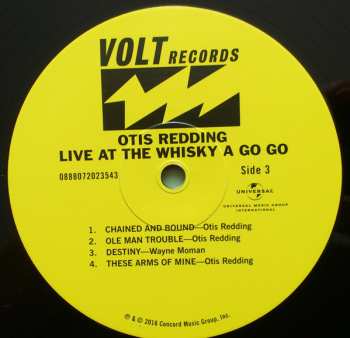 VOLT RECORDS
OTIS REDDING
LIVE AT THE WHISKY A GO GO
0888072023543
Side 3
UNIVERSAL
UNIVERSAL MUSIC GROUP
INTERNATIONAL
1. CHAINED AND BOUND—Otis Redding
2. OLE MAN TROUBLE—Otis Redding
3. DESTINY—Wayne Moman
4. THESE ARMS OF MINE—Otis Redding
℗ & © 2016 Concord Music Group, Inc.